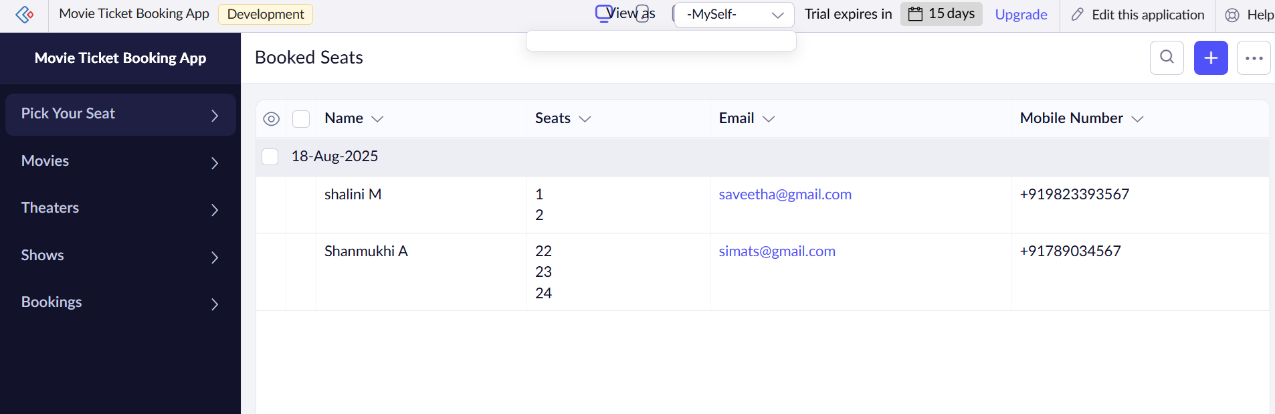 Movie Ticket Booking App Development View as -MySelf- Trial expires in 15 days Upgrade Edit this application Help
Movie Ticket Booking App
Booked Seats
Pick Your Seat
Movies
Theaters
Shows
Bookings
Name Seats Email Mobile Number
18-Aug-2025
shalini M 1 saveetha@gmail.com +919823393567
2
Shanmukhi A 22 simats@gmail.com +91789034567
23
24